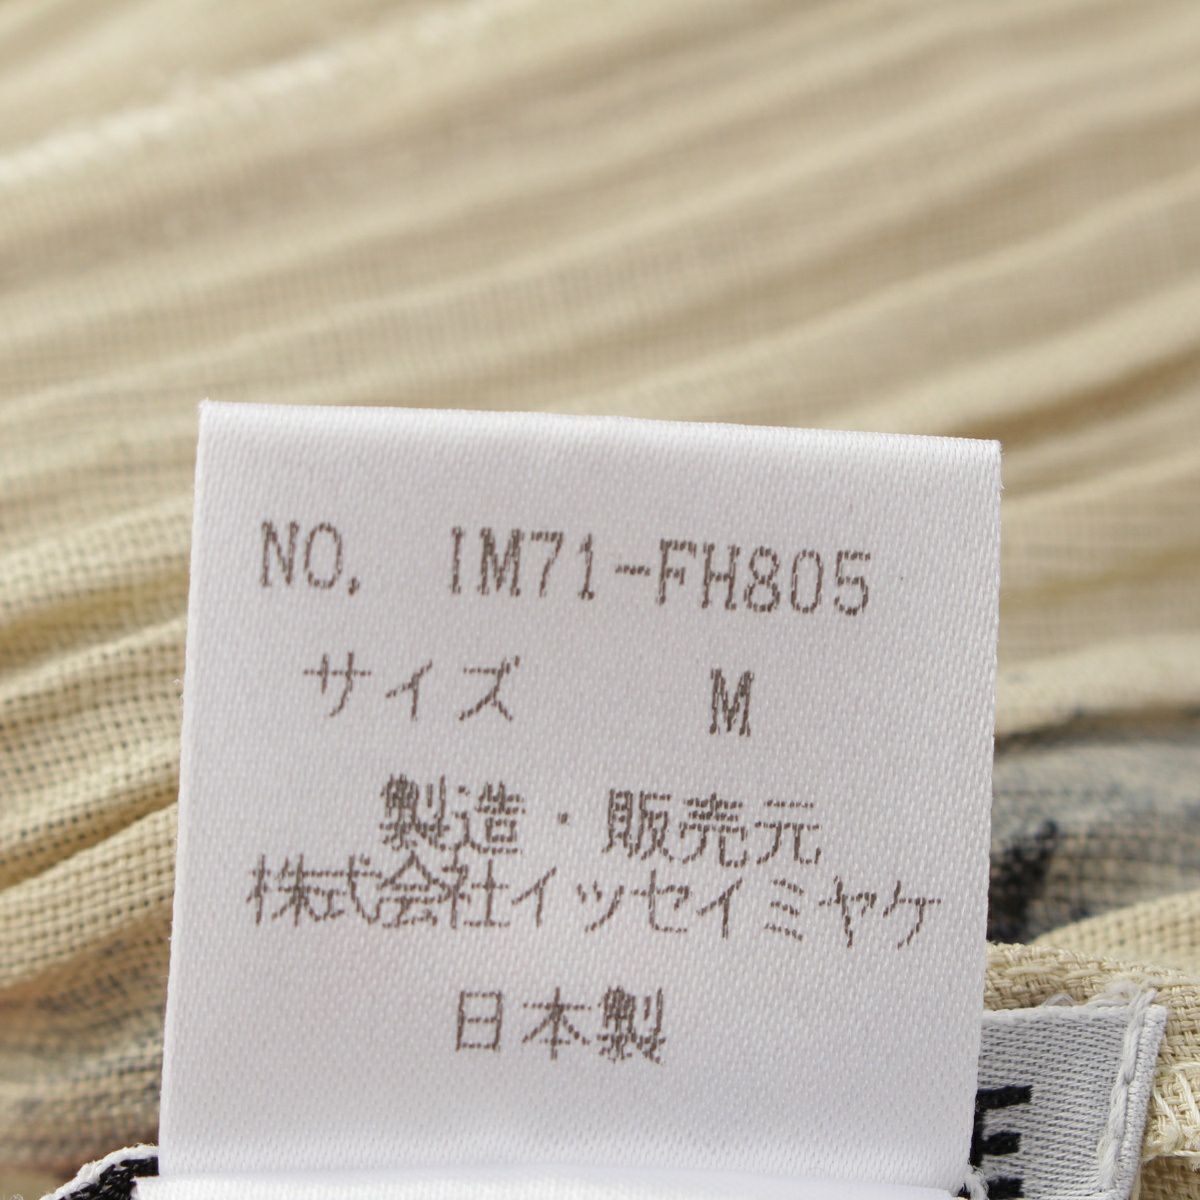 NO. IM71-FH805
サイズ M
製造・販売元
株式会社イッセイミヤケ
日本製
E